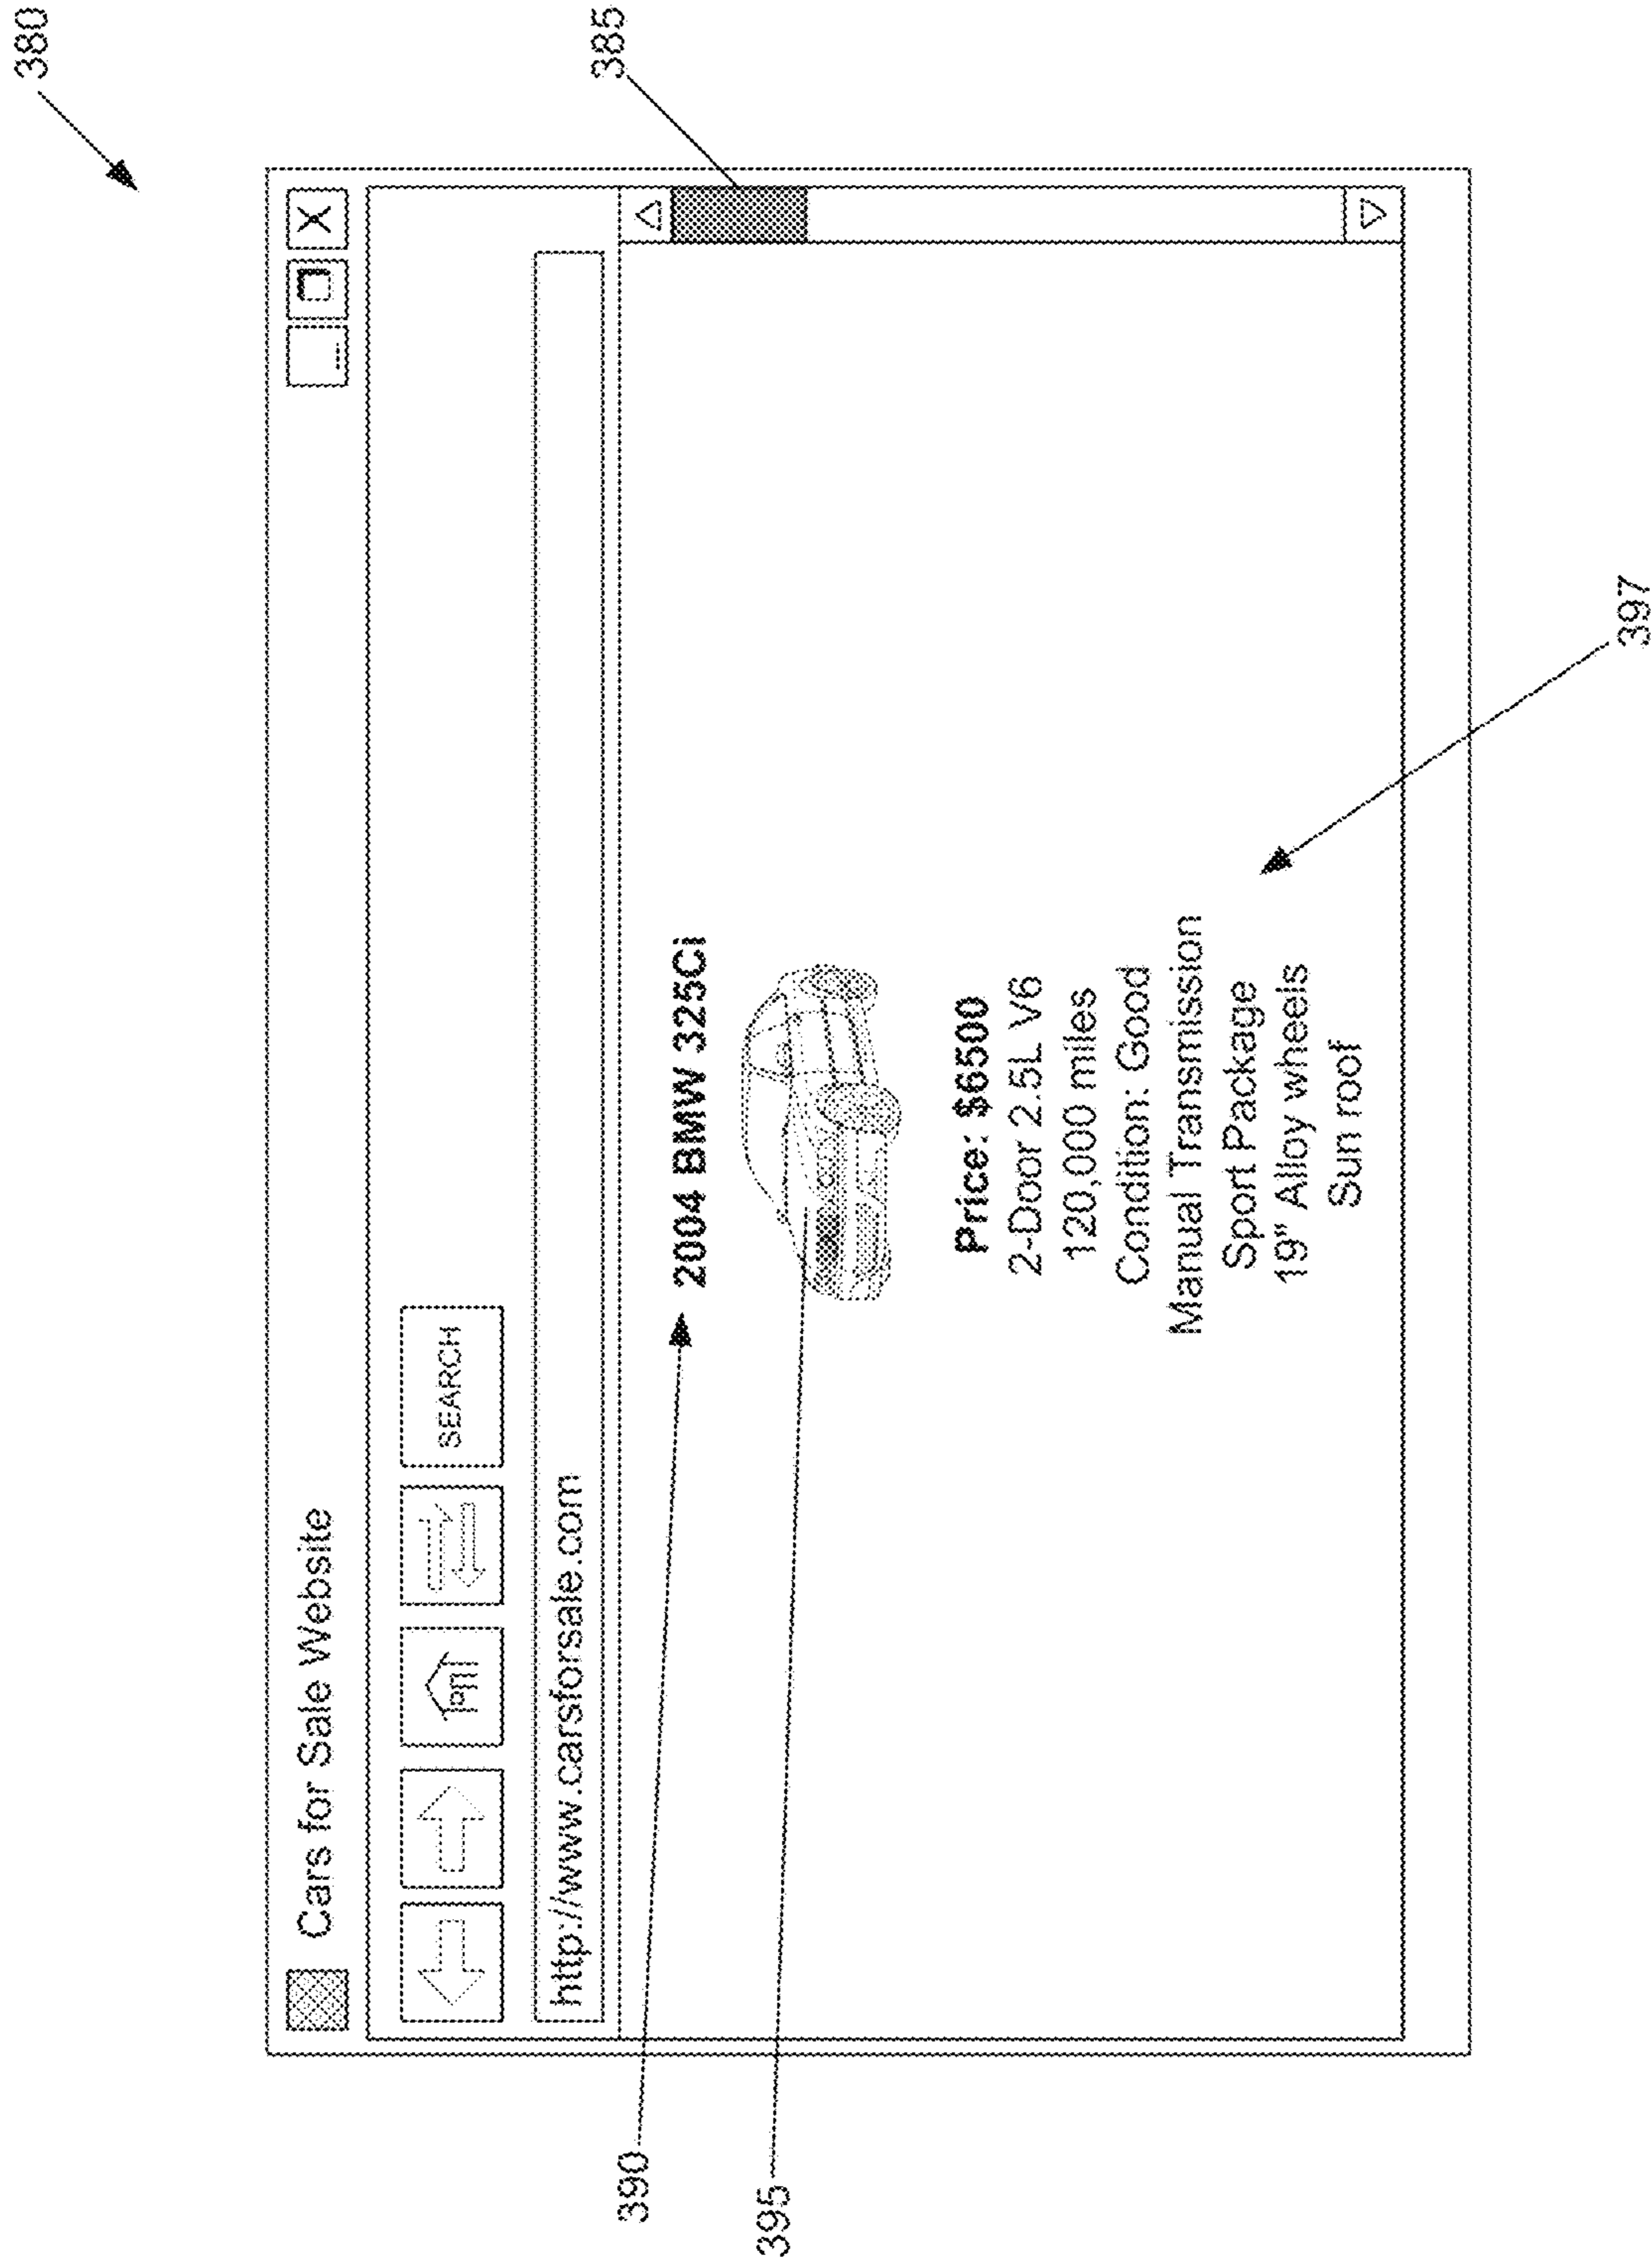 380
Cars for Sale Website
X
SEARCH
http://www.carsforsale.com
385
390
2004 BMW 325Ci
395
Price: $6500
2-Door 2.5L V6
120,000 miles
Condition: Good
Manual Transmission
Sport Package
19" Alloy wheels
Sun roof
397